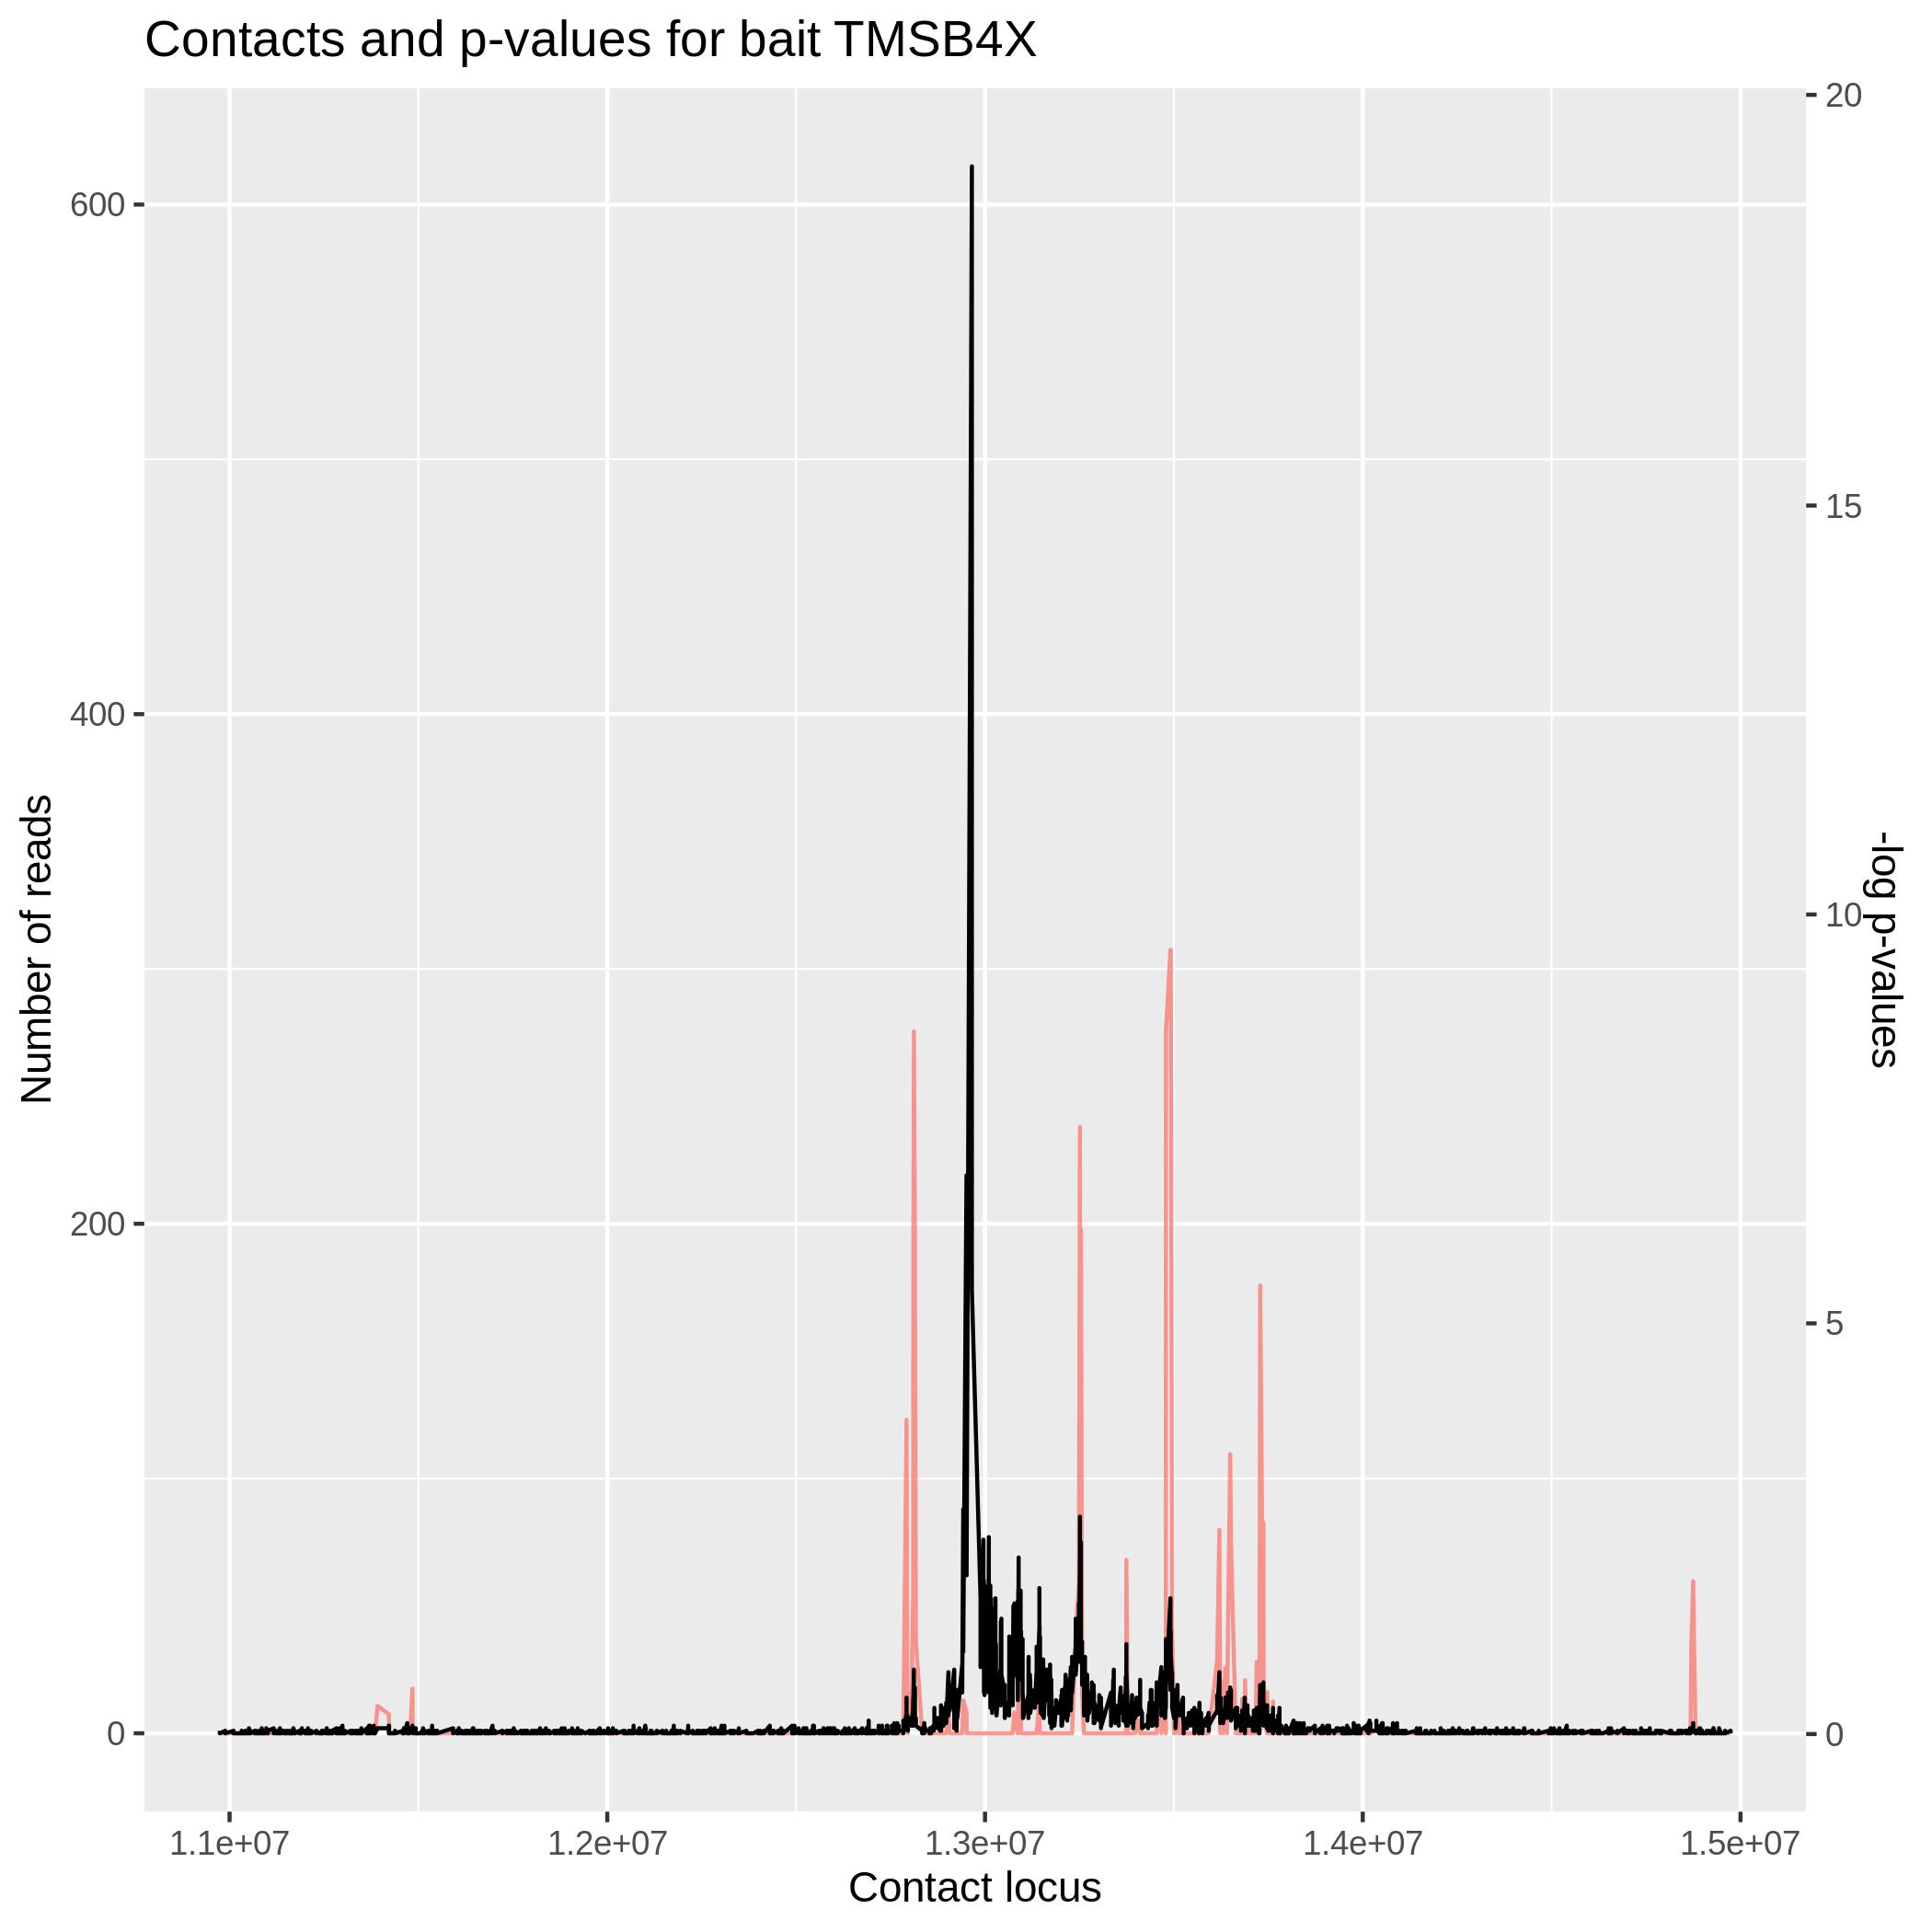 Contacts and p-values for bait TMSB4X
20
600
15
400
Number of reads
-log p-values
10
200
5
0
0
1.1e+07
1.2e+07
1.3e+07
1.4e+07
1.5e+07
Contact locus